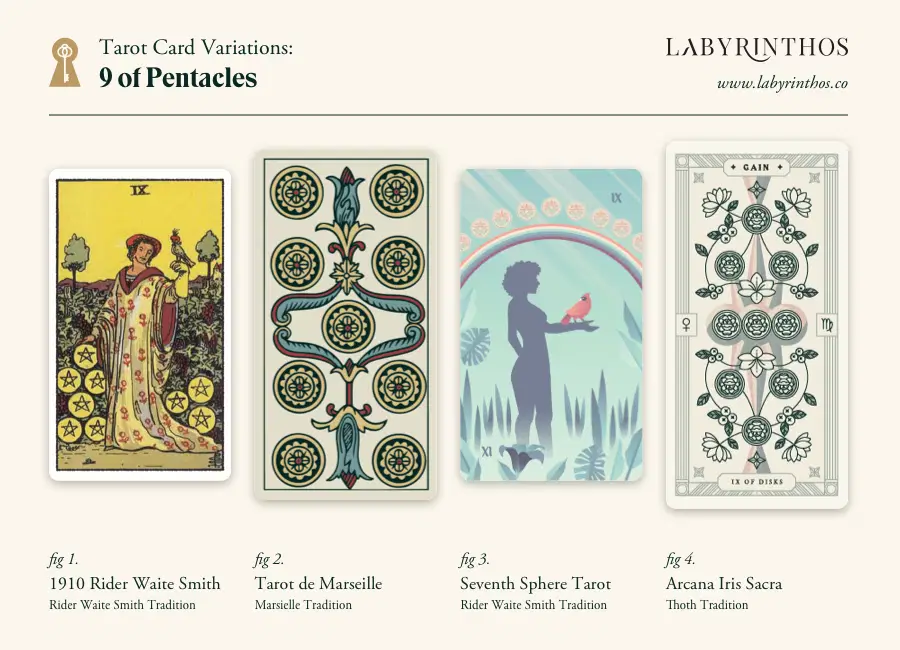 Tarot Card Variations:
9 of Pentacles
LABYRINTHOS
www.labyrinthos.co
IX
IX
XI
GAIN
♀
♍
IX OF DISKS
fig 1.
1910 Rider Waite Smith
Rider Waite Smith Tradition
fig 2.
Tarot de Marseille
Marsielle Tradition
fig 3.
Seventh Sphere Tarot
Rider Waite Smith Tradition
fig 4.
Arcana Iris Sacra
Thoth Tradition